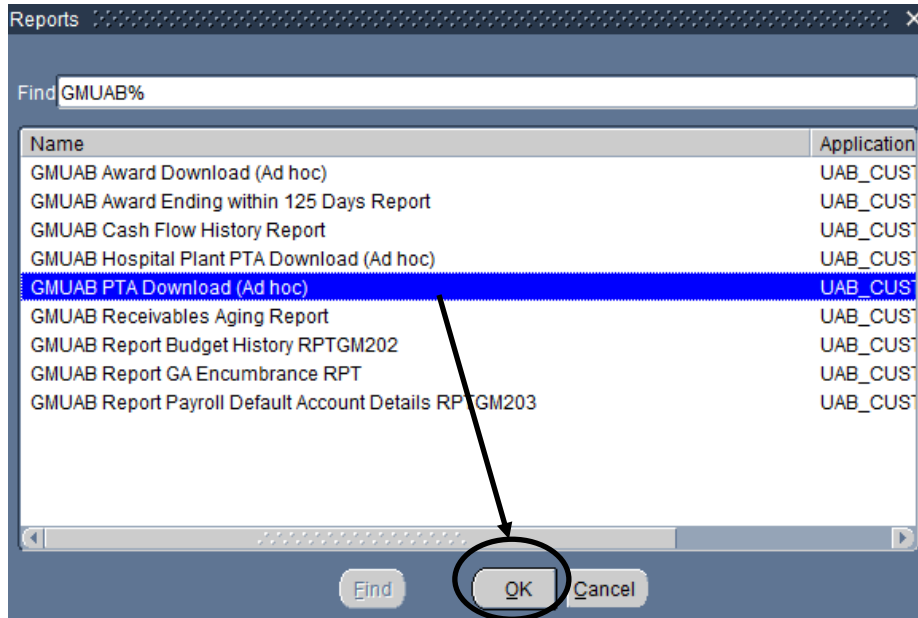 Reports
Find GMUAB%
Name Application
GMUAB Award Download (Ad hoc) UAB_CUST
GMUAB Award Ending within 125 Days Report UAB_CUST
GMUAB Cash Flow History Report UAB_CUST
GMUAB Hospital Plant PTA Download (Ad hoc) UAB_CUST
GMUAB PTA Download (Ad hoc) UAB_CUST
GMUAB Receivables Aging Report UAB_CUST
GMUAB Report Budget History RPTGM202 UAB_CUST
GMUAB Report GA Encumbrance RPT UAB_CUST
GMUAB Report Payroll Default Account Details RPTGM203 UAB_CUST
Find OK Cancel